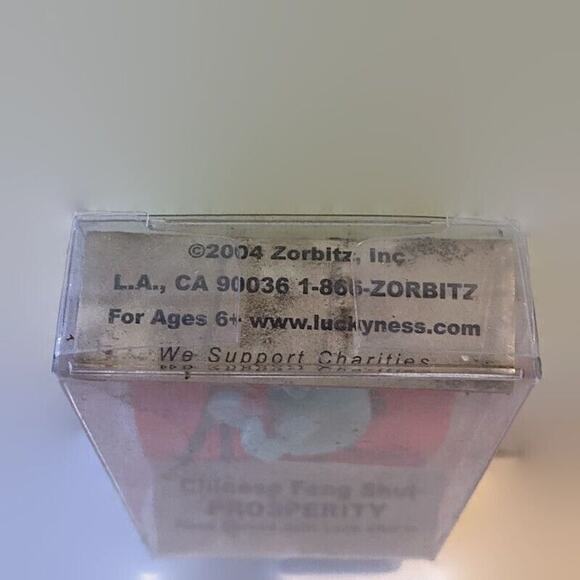 ©2004 Zorbitz, Inc
L.A., CA 90036 1-866-ZORBITZ
For Ages 6+ www.luckyness.com
We Support Charities
Chinese Feng Shui
PROSPERITY